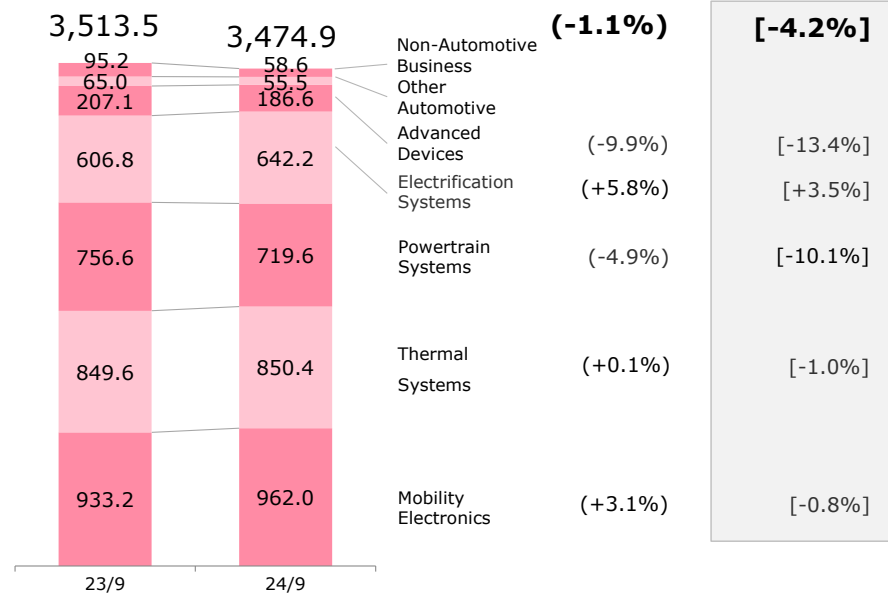 3,513.5
3,474.9
(-1.1%)
[-4.2%]
95.2
58.6
Non-Automotive
Business
65.0
55.5
Other
Automotive
207.1
186.6
Advanced
Devices
(-9.9%)
[-13.4%]
606.8
642.2
Electrification
Systems
(+5.8%)
[+3.5%]
756.6
719.6
Powertrain
Systems
(-4.9%)
[-10.1%]
849.6
850.4
Thermal
Systems
(+0.1%)
[-1.0%]
933.2
962.0
Mobility
Electronics
(+3.1%)
[-0.8%]
23/9
24/9